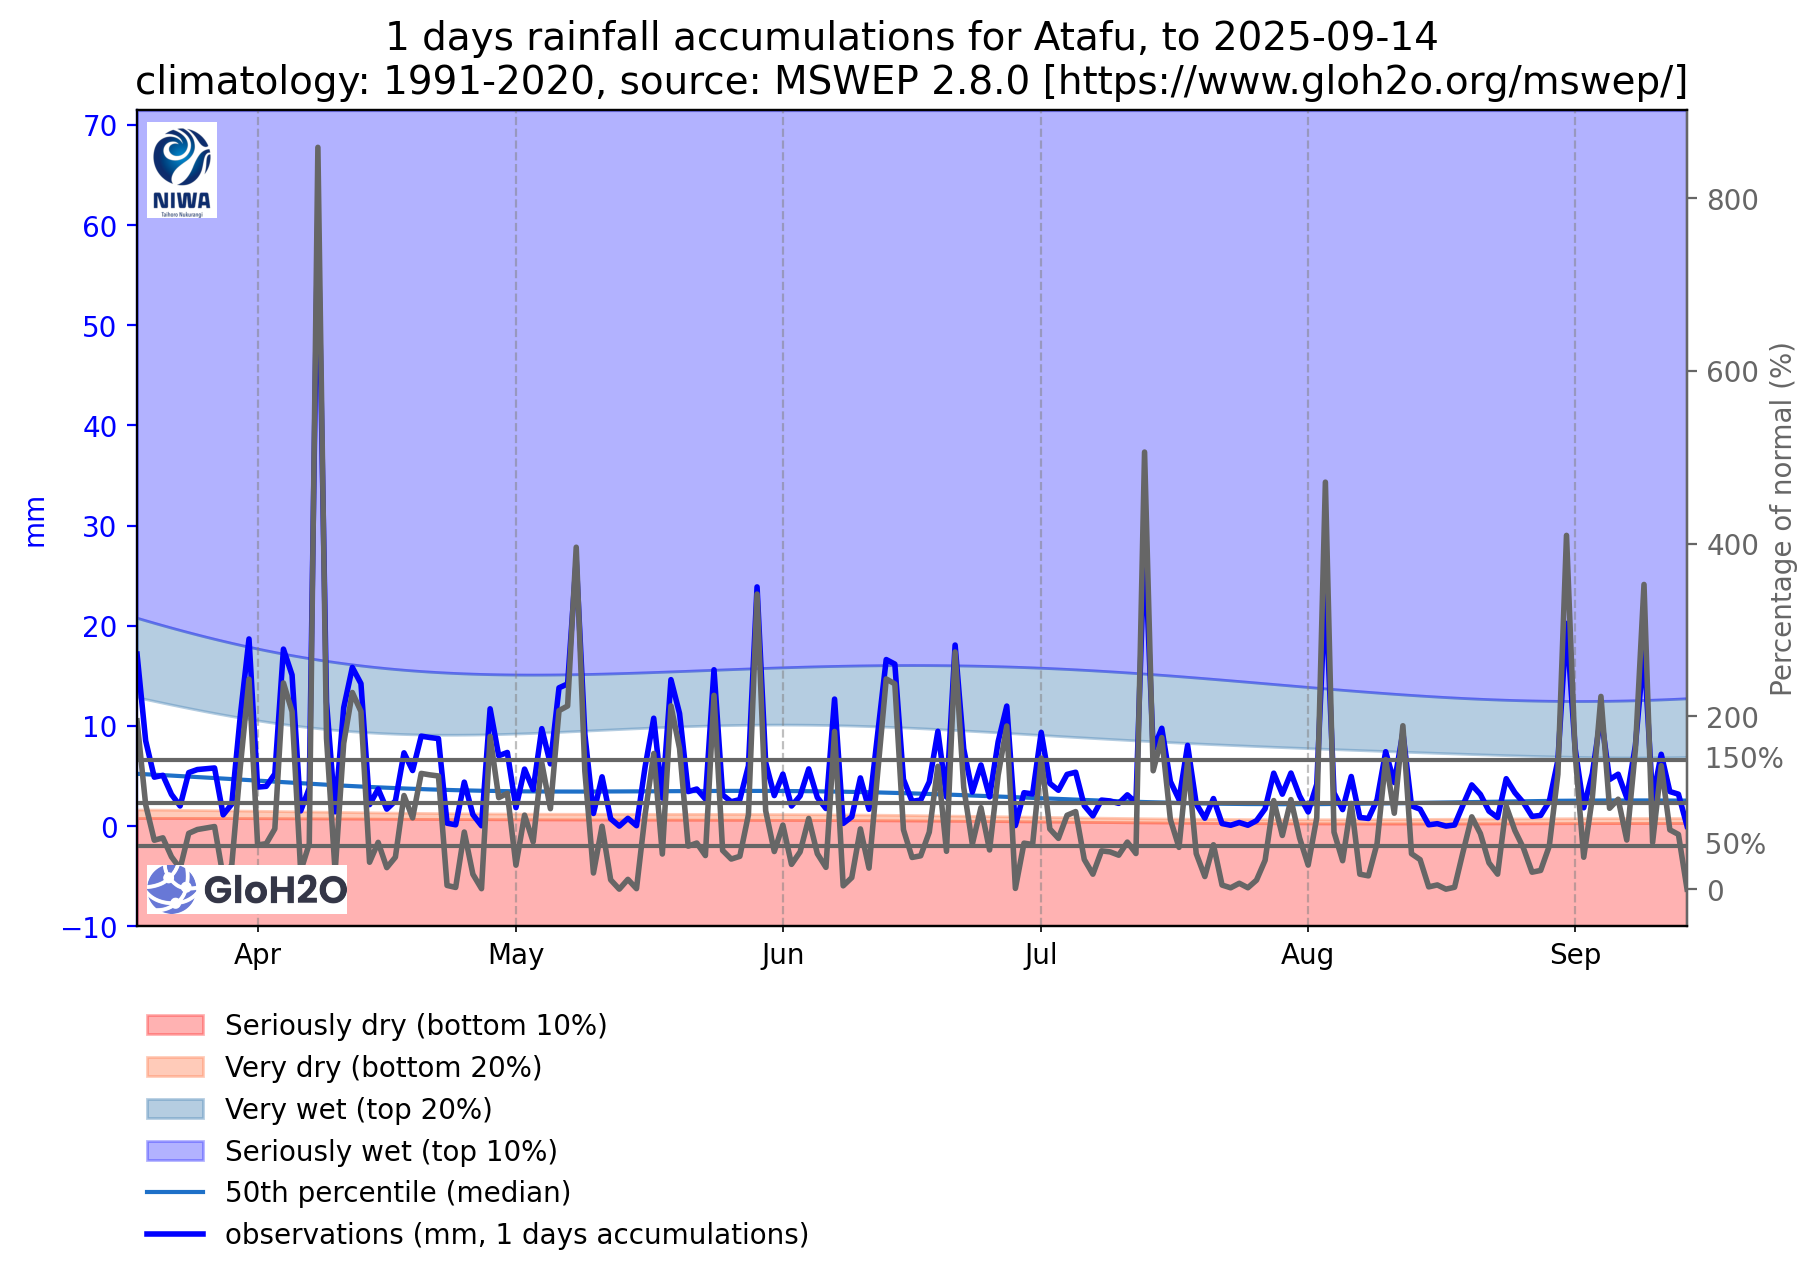 1 days rainfall accumulations for Atafu, to 2025-09-14
climatology: 1991-2020, source: MSWEP 2.8.0 [https://www.gloh2o.org/mswep/]
70
60
50
40
30
20
10
0
−10
mm
NIWA
Taihoro Nukurangi
GloH2O
800
600
400
200
150%
50%
0
Percentage of normal (%)
Apr
May
Jun
Jul
Aug
Sep
Seriously dry (bottom 10%)
Very dry (bottom 20%)
Very wet (top 20%)
Seriously wet (top 10%)
50th percentile (median)
observations (mm, 1 days accumulations)